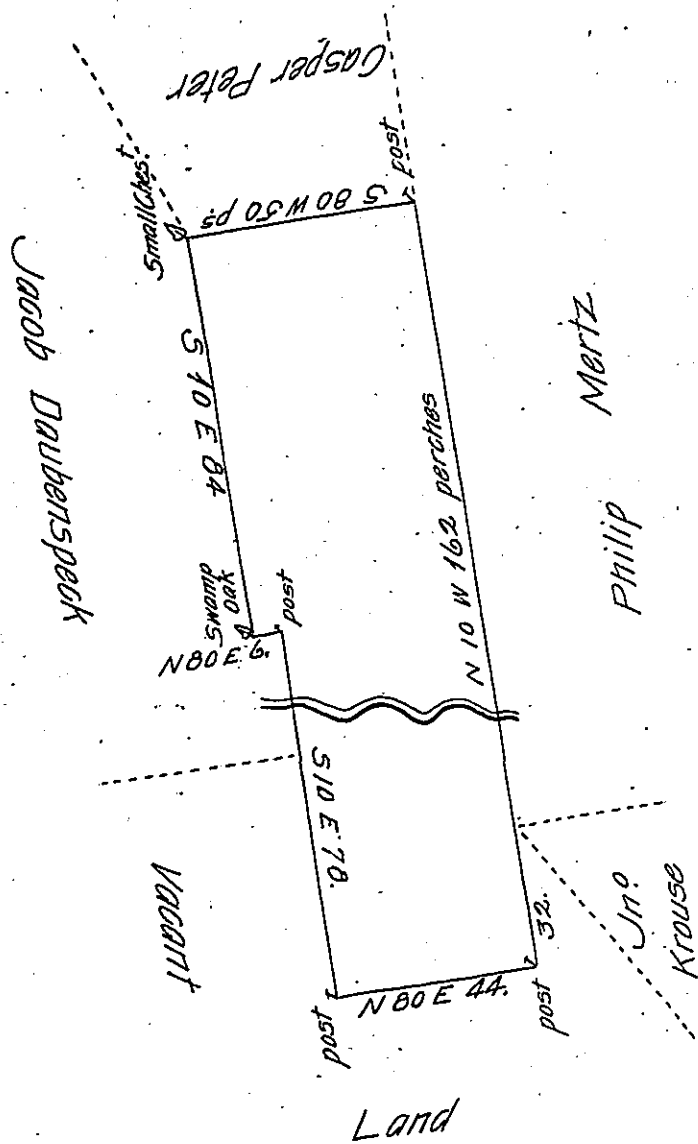 Casper Peter
post
S 80 W 50 ps
Small Ches.t
Jacob Daubenspeck
S 10 E 84
Swamp
Oak
post
N 80 E 6.
N 10 W 162 perches
Mertz
Philip
S 10 E 78.
Vacant
Jno
Krouse
32.
post
N 80 E 44.
post
Land